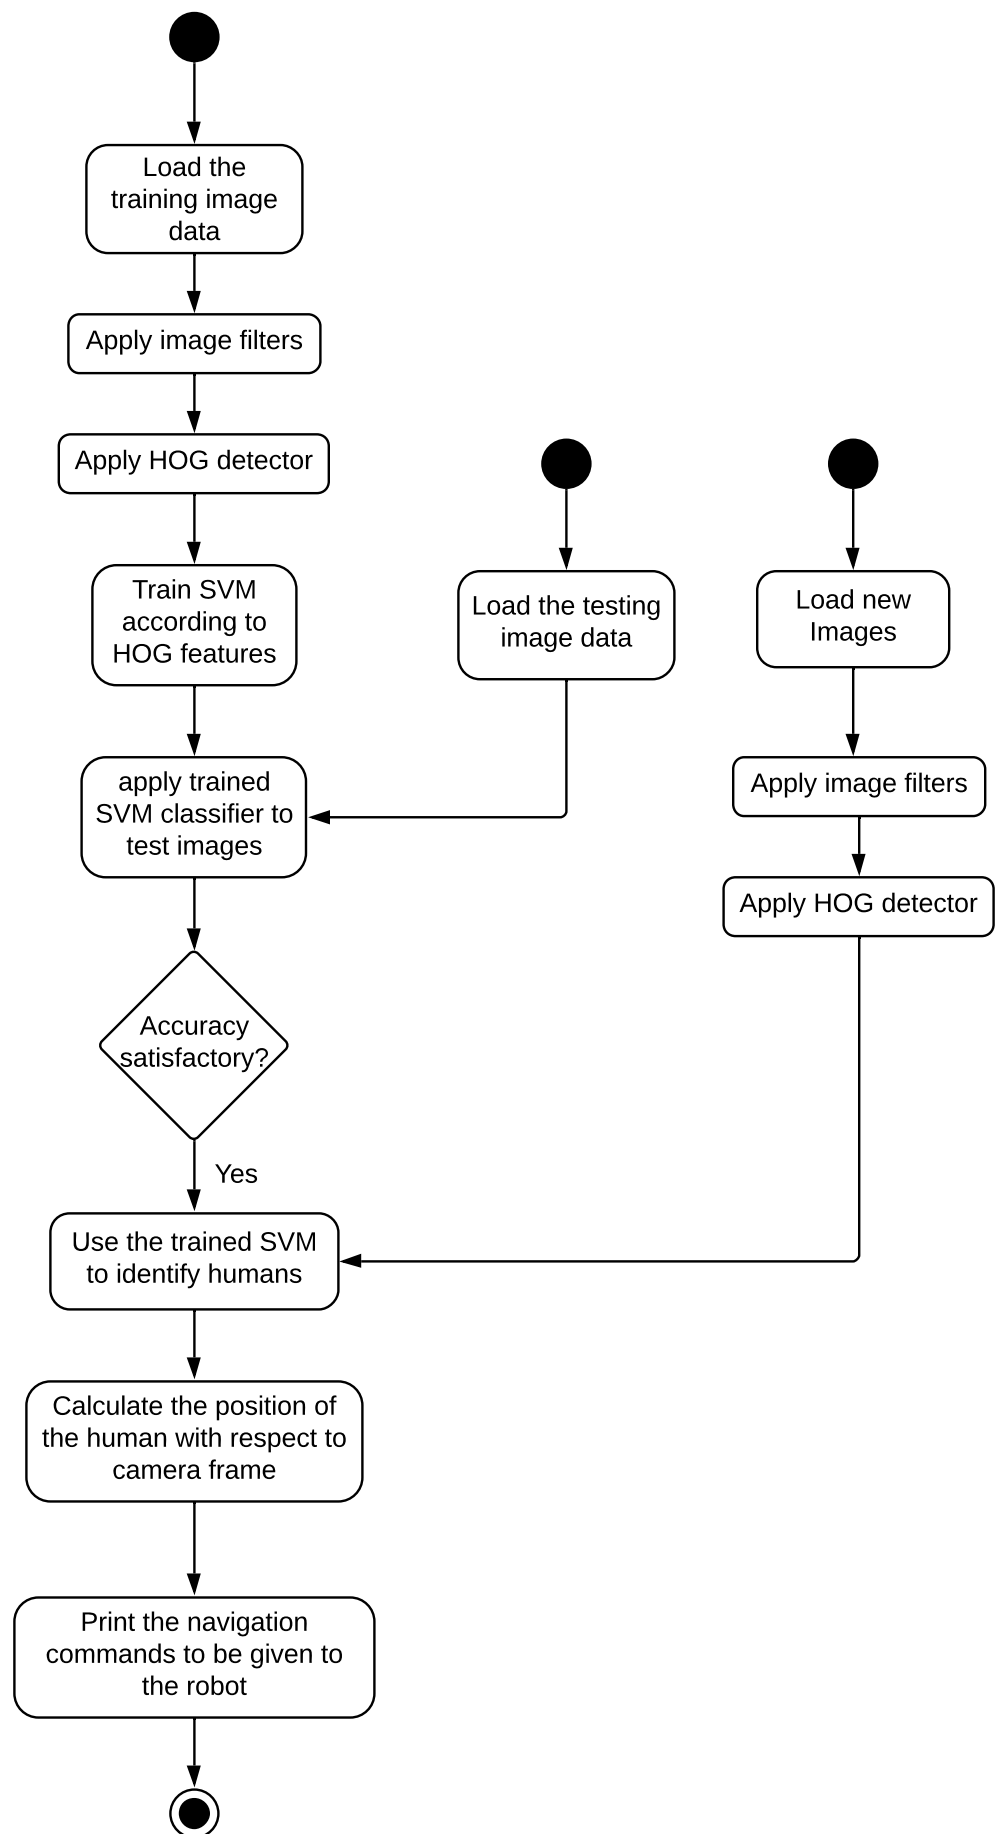 Load the
training image
data
Apply image filters
Apply HOG detector
Train SVM
according to
HOG features
Load the testing
image data
Load new
Images
apply trained
SVM classifier to
test images
Apply image filters
Apply HOG detector
Accuracy
satisfactory?
Yes
Use the trained SVM
to identify humans
Calculate the position of
the human with respect to
camera frame
Print the navigation
commands to be given to
the robot